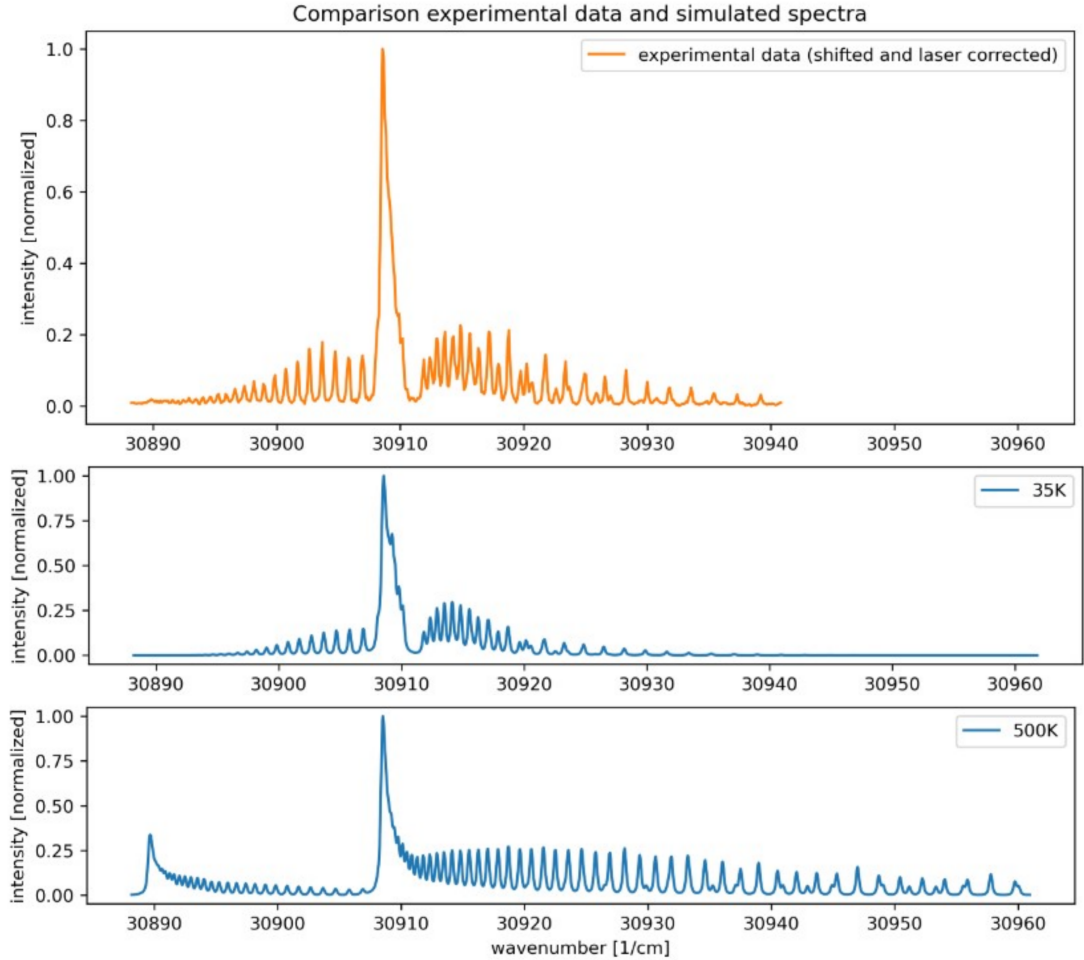 Comparison experimental data and simulated spectra
experimental data (shifted and laser corrected)
intensity [normalized]
1.0
0.8
0.6
0.4
0.2
0.0
30890 30900 30910 30920 30930 30940 30950 30960
35K
intensity [normalized]
1.00
0.75
0.50
0.25
0.00
30890 30900 30910 30920 30930 30940 30950 30960
500K
intensity [normalized]
1.00
0.75
0.50
0.25
0.00
30890 30900 30910 30920 30930 30940 30950 30960
wavenumber [1/cm]